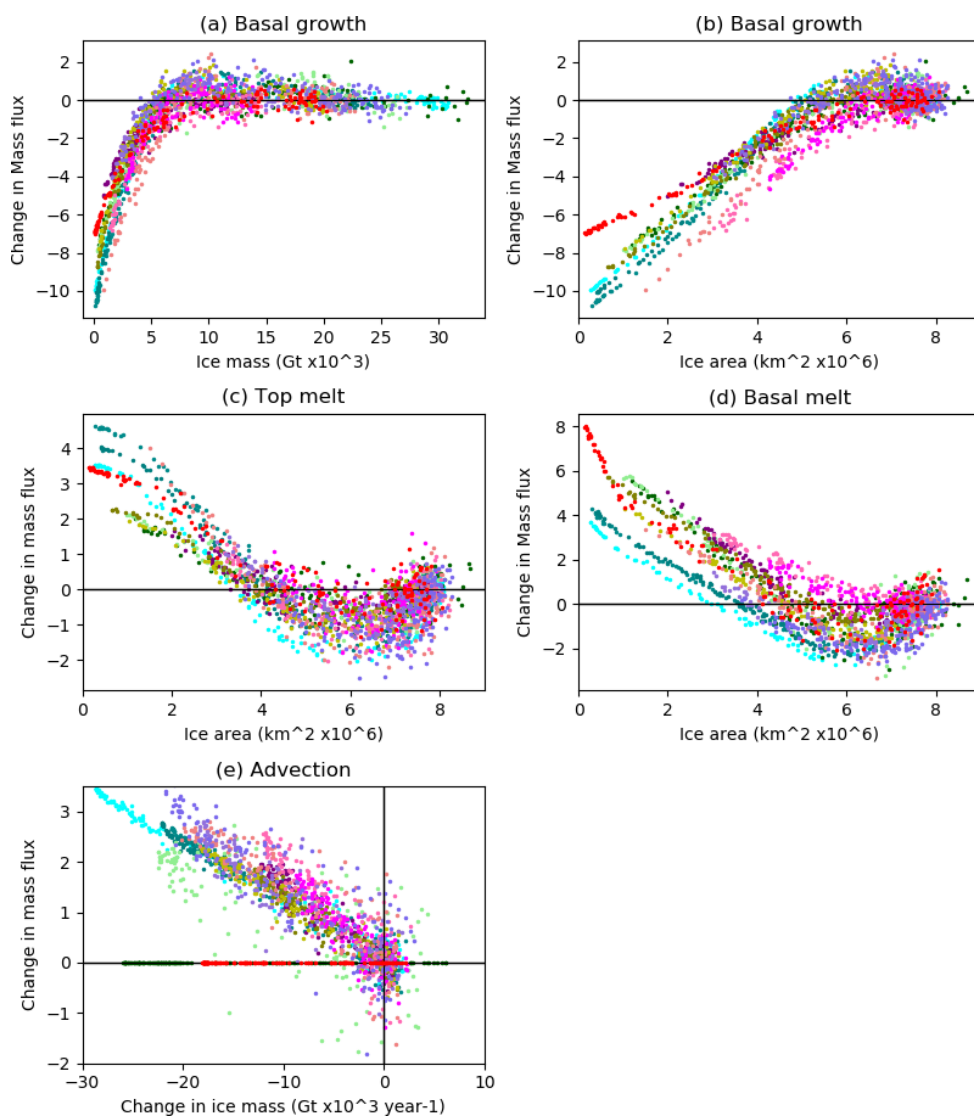 (a) Basal growth
(b) Basal growth
Change in Mass flux
2
0
−2
−4
−6
−8
−10
0 5 10 15 20 25 30
Ice mass (Gt x10^3)
Change in Mass flux
2
0
−2
−4
−6
−8
−10
0 2 4 6 8
Ice area (km^2 x10^6)
(c) Top melt
(d) Basal melt
Change in mass flux
4
3
2
1
0
−1
−2
0 2 4 6 8
Ice area (km^2 x10^6)
Change in Mass flux
8
6
4
2
0
−2
0 2 4 6 8
Ice area (km^2 x10^6)
(e) Advection
Change in mass flux
3
2
1
0
−1
−2
−30 −20 −10 0 10
Change in ice mass (Gt x10^3 year-1)